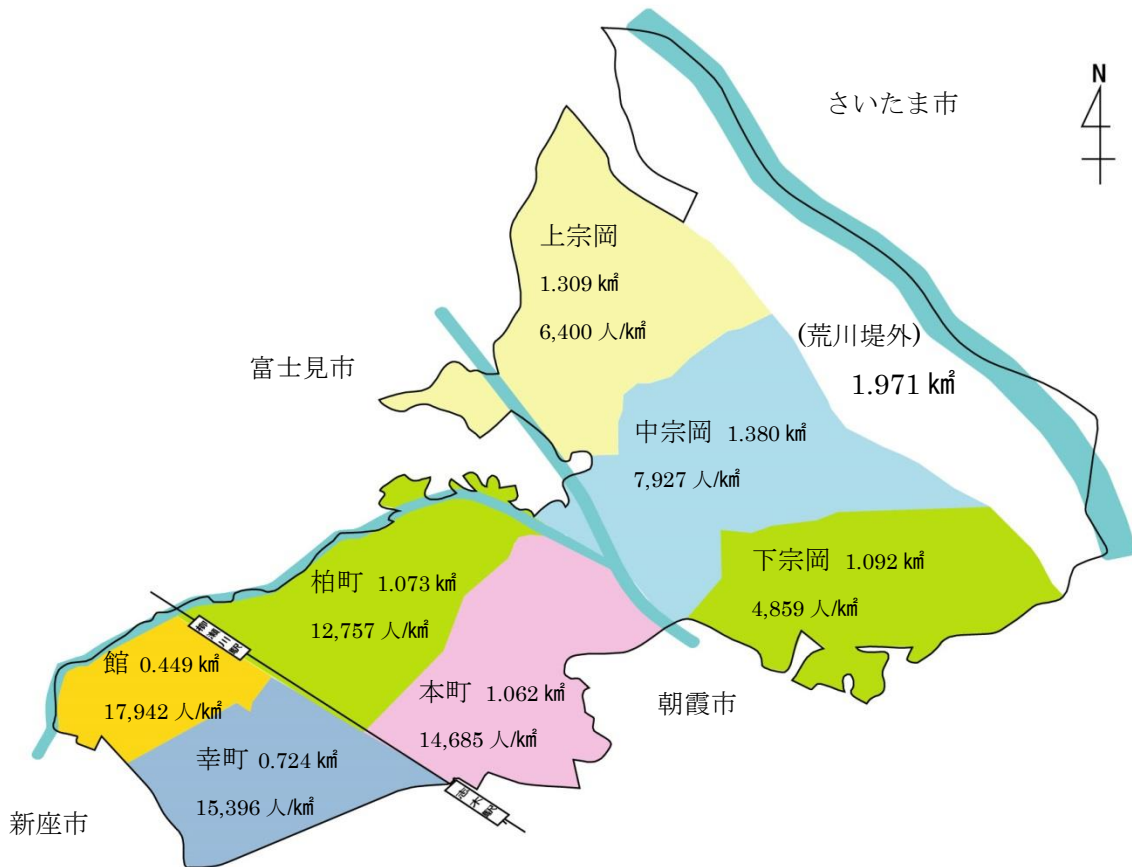 N
さいたま市
上宗岡
1.309 ㎢
6,400 人/㎢
(荒川堤外)
1.971 ㎢
富士見市
中宗岡 1.380 ㎢
7,927 人/㎢
下宗岡 1.092 ㎢
4,859 人/㎢
柏町 1.073 ㎢
12,757 人/㎢
館 0.449 ㎢
17,942 人/㎢
本町 1.062 ㎢
14,685 人/㎢
朝霞市
幸町 0.724 ㎢
15,396 人/㎢
新座市